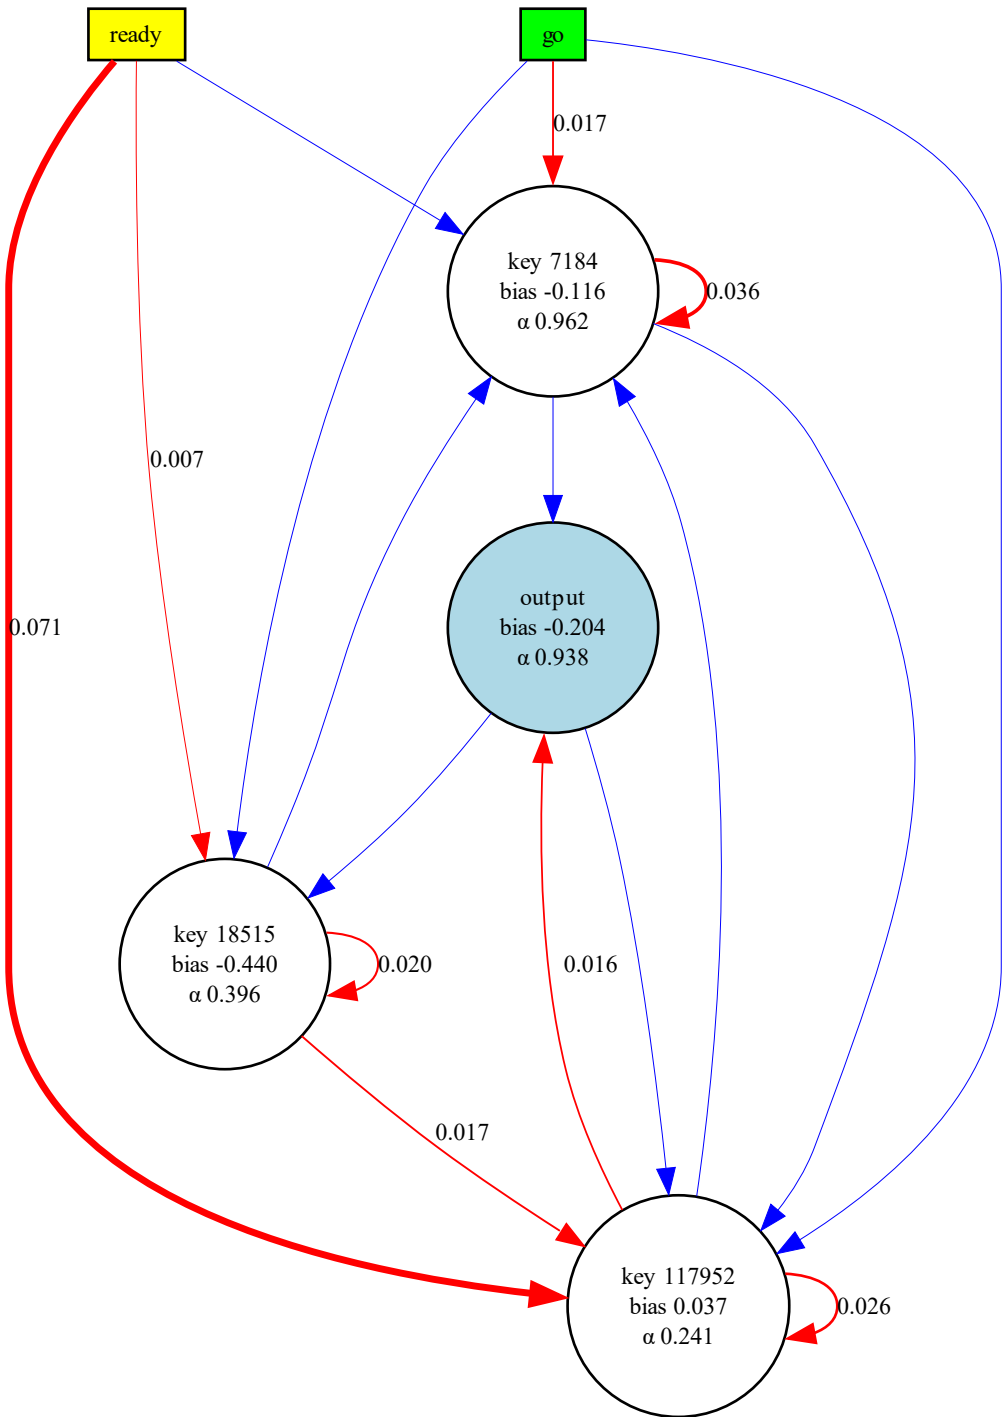 ready
go
0.017
key 7184
bias -0.116
α 0.962
0.036
0.007
output
bias -0.204
α 0.938
0.071
key 18515
bias -0.440
α 0.396
0.020
0.016
0.017
key 117952
bias 0.037
α 0.241
0.026